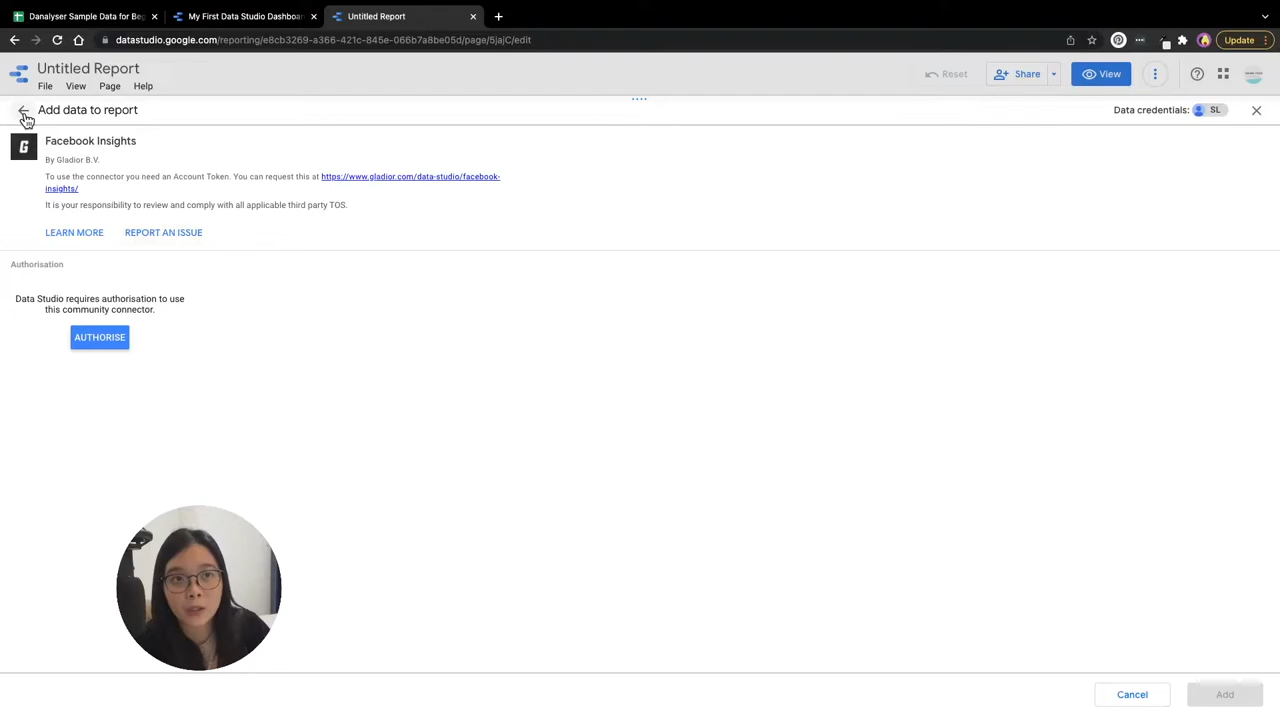 Danalyser Sample Data for Beg
My First Data Studio Dashboar
Untitled Report
datastudio.google.com/reporting/e8cb3269-a366-421c-845e-066b7a8be05d/page/5jajC/edit
Update
Untitled Report
File View Page Help
Reset
Share
View
Add data to report
Data credentials: SL
G
Facebook Insights
By Gladior B.V.
To use the connector you need an Account Token. You can request this at https://www.gladior.com/data-studio/facebook-
insights/
It is your responsibility to review and comply with all applicable third party TOS.
LEARN MORE REPORT AN ISSUE
Authorisation
Data Studio requires authorisation to use
this community connector.
AUTHORISE
Cancel Add